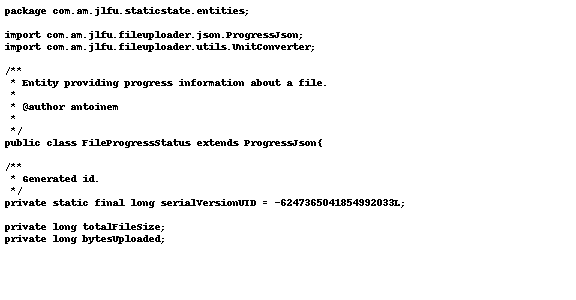 package com.am.jlfu.staticstate.entities;
import com.am.jlfu.fileuploader.json.ProgressJson;
import com.am.jlfu.fileuploader.utils.UnitConverter;
/**
* Entity providing progress information about a file.
*
* @author antoinem
*
*/
public class FileProgressStatus extends ProgressJson{
/**
* Generated id.
*/
private static final long serialVersionUID = -6247365041854992033L;
private long totalFileSize;
private long bytesUploaded;